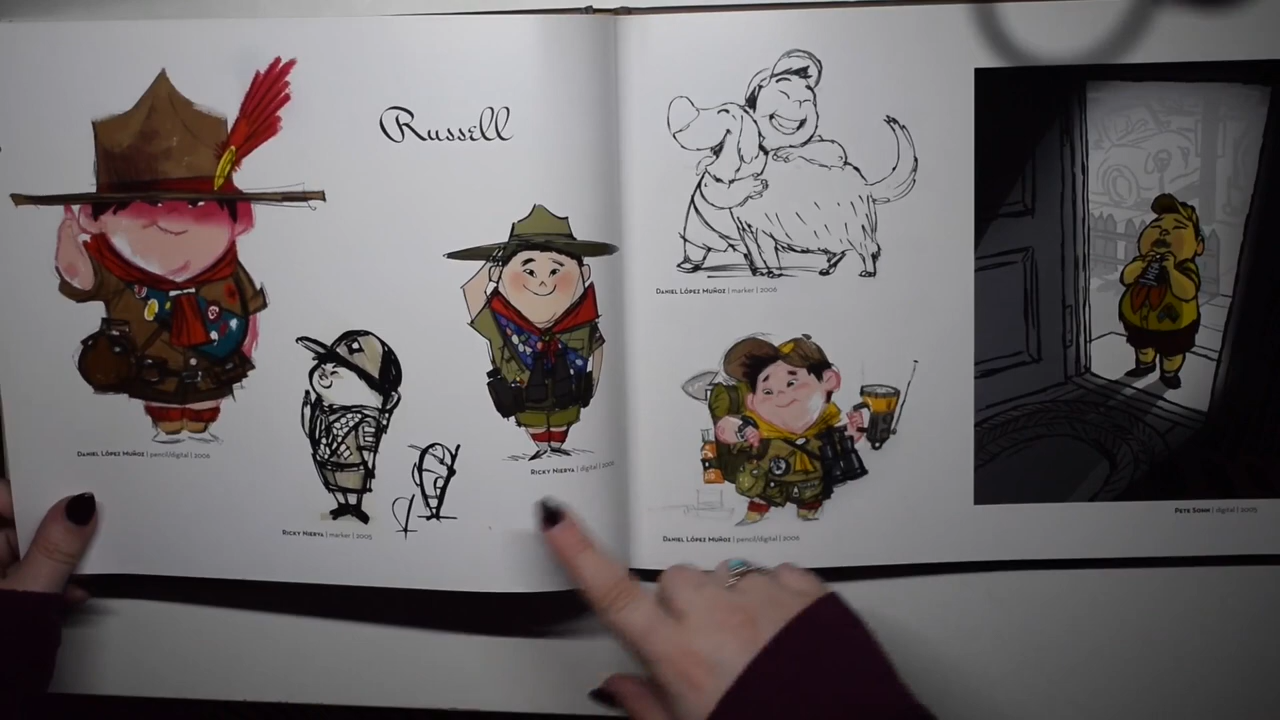 Russell
Daniel López Muñoz | pencil/digital | 2006
Ricky Nierva | marker | 2005
Ricky Nierva | digital |
Daniel López Muñoz | marker | 2006
Daniel López Muñoz | pencil/digital | 2006
Pete Sohn | digital | 2005